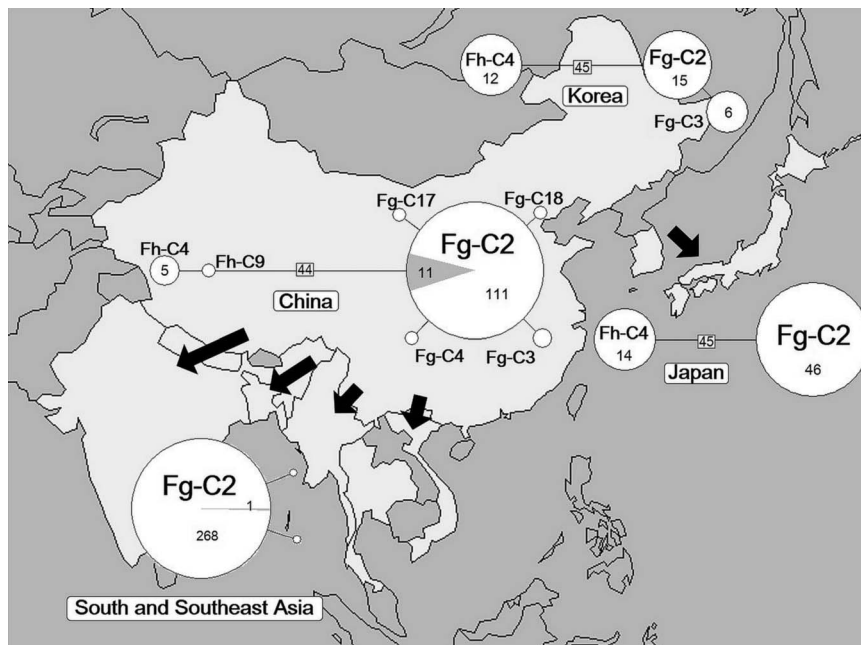 Fh-C4
12
45
Fg-C2
15
Korea
Fg-C3
6
Fg-C17
Fg-C18
Fh-C4
5
Fh-C9
44
Fg-C2
11
111
China
Fg-C4
Fg-C3
Fh-C4
14
45
Fg-C2
46
Japan
Fg-C2
1
268
South and Southeast Asia